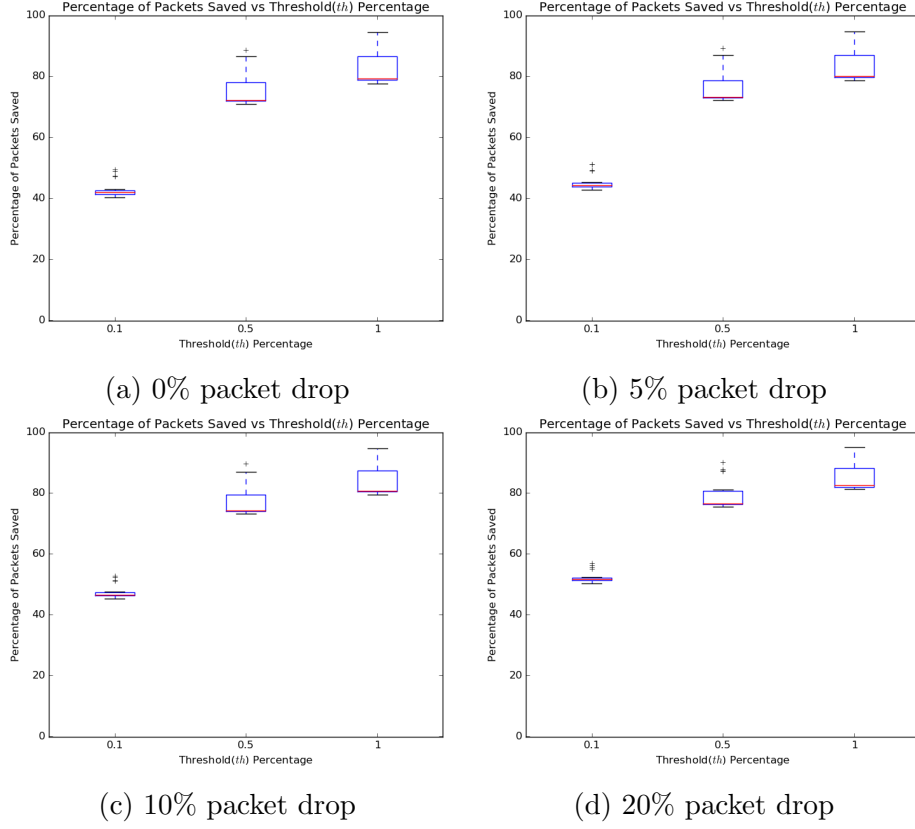 Percentage of Packets Saved vs Threshold(th) Percentage
100
80
60
40
20
0
Percentage of Packets Saved
0.1 0.5 1
Threshold(th) Percentage
(a) 0% packet drop
Percentage of Packets Saved vs Threshold(th) Percentage
100
80
60
40
20
0
Percentage of Packets Saved
0.1 0.5 1
Threshold(th) Percentage
(b) 5% packet drop
Percentage of Packets Saved vs Threshold(th) Percentage
100
80
60
40
20
0
Percentage of Packets Saved
0.1 0.5 1
Threshold(th) Percentage
(c) 10% packet drop
Percentage of Packets Saved vs Threshold(th) Percentage
100
80
60
40
20
0
Percentage of Packets Saved
0.1 0.5 1
Threshold(th) Percentage
(d) 20% packet drop